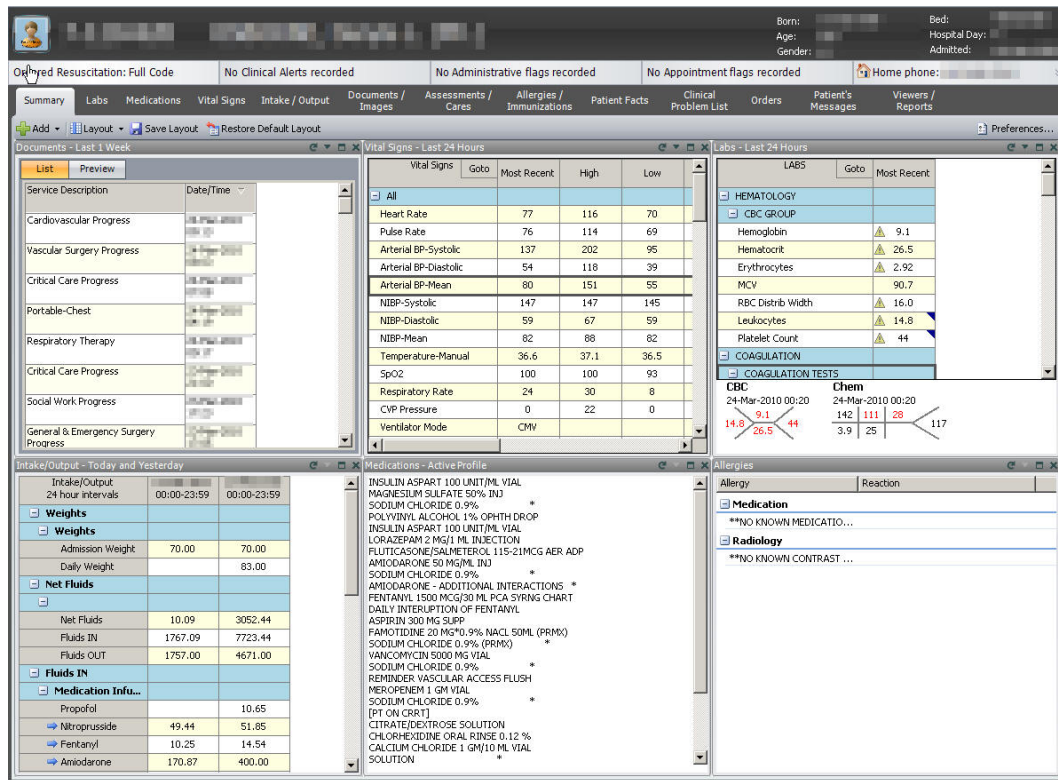 Born:
Bed:
Age:
Hospital Day:
Gender:
Admitted:
Resuscitation: Full Code
No Clinical Alerts recorded
No Administrative flags recorded
No Appointment flags recorded
Home phone:
Summary
Labs
Medications
Vital Signs
Intake / Output
Documents / Images
Assessments / Cares
Allergies / Immunizations
Patient Facts
Clinical Problem List
Orders
Patient's Messages
Viewers / Reports
Add
Layout
Save Layout
Restore Default Layout
Preferences...
Documents - Last 1 Week
List
Preview
Service Description
Date/Time
Cardiovascular Progress
Vascular Surgery Progress
Critical Care Progress
Portable-Chest
Respiratory Therapy
Critical Care Progress
Social Work Progress
General & Emergency Surgery
Progress
Vital Signs - Last 24 Hours
Vital Signs Goto Most Recent High Low
All
Heart Rate 77 116 70
Pulse Rate 76 114 69
Arterial BP-Systolic 137 202 95
Arterial BP-Diastolic 54 118 39
Arterial BP-Mean 80 151 55
NIBP-Systolic 147 147 145
NIBP-Diastolic 59 67 59
NIBP-Mean 82 88 82
Temperature-Manual 36.6 37.1 36.5
SpO2 100 100 93
Respiratory Rate 24 30 8
CVP Pressure 0 22 0
Ventilator Mode CMV
Labs - Last 24 Hours
LABS Goto Most Recent
HEMATOLOGY
CBC GROUP
Hemoglobin 9.1
Hematocrit 26.5
Erythrocytes 2.92
MCV 90.7
RBC Distrib Width 16.0
Leukocytes 14.8
Platelet Count 44
COAGULATION
COAGULATION TESTS
CBC
24-Mar-2010 00:20
14.8 9.1 44
26.5
Chem
24-Mar-2010 00:20
142 111 28 117
3.9 25
Intake/Output - Today and Yesterday
Intake/Output
24 hour intervals 00:00-23:59 00:00-23:59
Weights
Weights
Admission Weight 70.00 70.00
Daily Weight 83.00
Net Fluids
Net Fluids 10.09 3052.44
Fluids IN 1767.09 7723.44
Fluids OUT 1757.00 4671.00
Fluids IN
Medication Infu...
Propofol 10.65
Nitroprusside 49.44 51.85
Fentanyl 10.25 14.54
Amiodarone 170.87 400.00
Medications - Active Profile
INSULIN ASPART 100 UNIT/ML VIAL
MAGNESIUM SULFATE 50% INJ
SODIUM CHLORIDE 0.9% *
POLYVINYL ALCOHOL 1% OPHTH DROP
INSULIN ASPART 100 UNIT/ML VIAL
LORAZEPAM 2 MG/1 ML INJECTION
FLUTICASONE/SALMETEROL 115-21MCG AER ADP
AMIODARONE 50 MG/ML INJ
SODIUM CHLORIDE 0.9% *
AMIODARONE - ADDITIONAL INTERACTIONS *
FENTANYL 1500 MCG/30 ML PCA SYRNG CHART
DAILY INTERUPTION OF FENTANYL
ASPIRIN 300 MG SUPP
FAMOTIDINE 20 MG*0.9% NACL 50ML (PRMX)
SODIUM CHLORIDE 0.9% (PRMX) *
VANCOMYCIN 5000 MG VIAL
SODIUM CHLORIDE 0.9% *
REMINDER VASCULAR ACCESS FLUSH
MEROPENEM 1 GM VIAL
SODIUM CHLORIDE 0.9% *
[PT ON CRRT]
CITRATE/DEXTROSE SOLUTION
CHLORHEXIDINE ORAL RINSE 0.12 %
CALCIUM CHLORIDE 1 GM/10 ML VIAL
SOLUTION *
Allergies
Allergy Reaction
Medication
**NO KNOWN MEDICATIO...
Radiology
**NO KNOWN CONTRAST ...